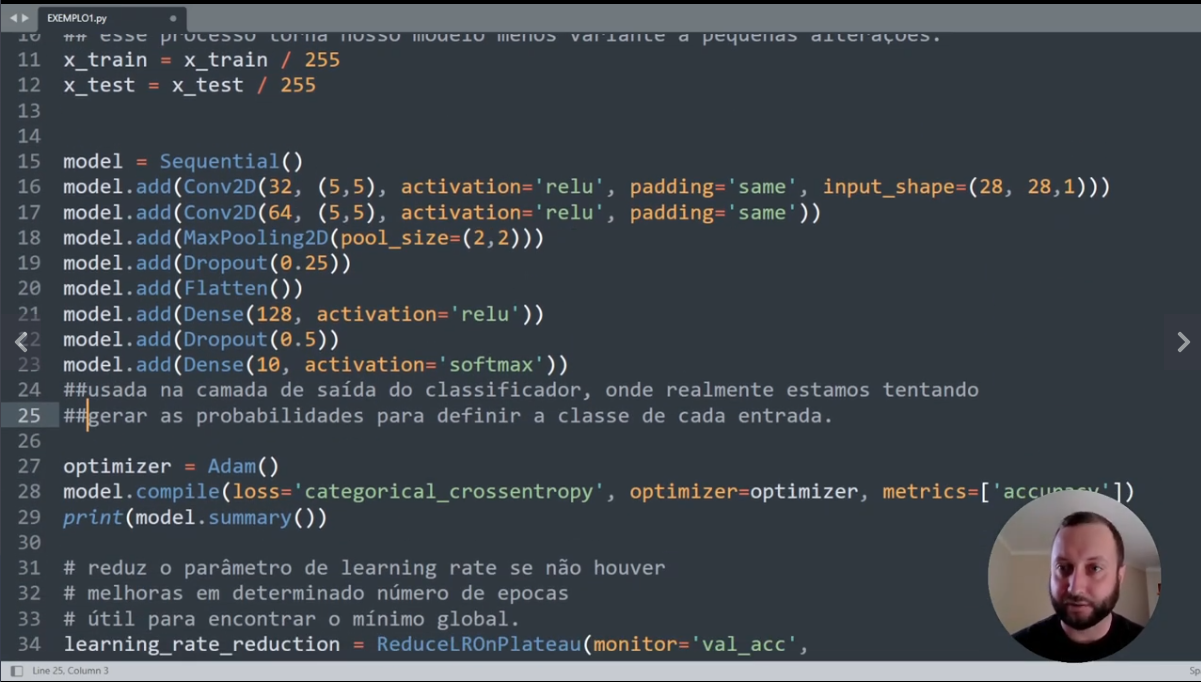 EXEMPLO1.py
10 ## esse processo torna nosso modelo menos variante a pequenas alterações.
11 x_train = x_train / 255
12 x_test = x_test / 255
13
14
15 model = Sequential()
16 model.add(Conv2D(32, (5,5), activation='relu', padding='same', input_shape=(28, 28,1)))
17 model.add(Conv2D(64, (5,5), activation='relu', padding='same'))
18 model.add(MaxPooling2D(pool_size=(2,2)))
19 model.add(Dropout(0.25))
20 model.add(Flatten())
21 model.add(Dense(128, activation='relu'))
22 model.add(Dropout(0.5))
23 model.add(Dense(10, activation='softmax'))
24 ##usada na camada de saída do classificador, onde realmente estamos tentando
25 ##gerar as probabilidades para definir a classe de cada entrada.
26
27 optimizer = Adam()
28 model.compile(loss='categorical_crossentropy', optimizer=optimizer, metrics=['accuracy'])
29 print(model.summary())
30
31 # reduz o parâmetro de learning rate se não houver
32 # melhoras em determinado número de epocas
33 # útil para encontrar o mínimo global.
34 learning_rate_reduction = ReduceLROnPlateau(monitor='val_acc',
Line 25, Column 3